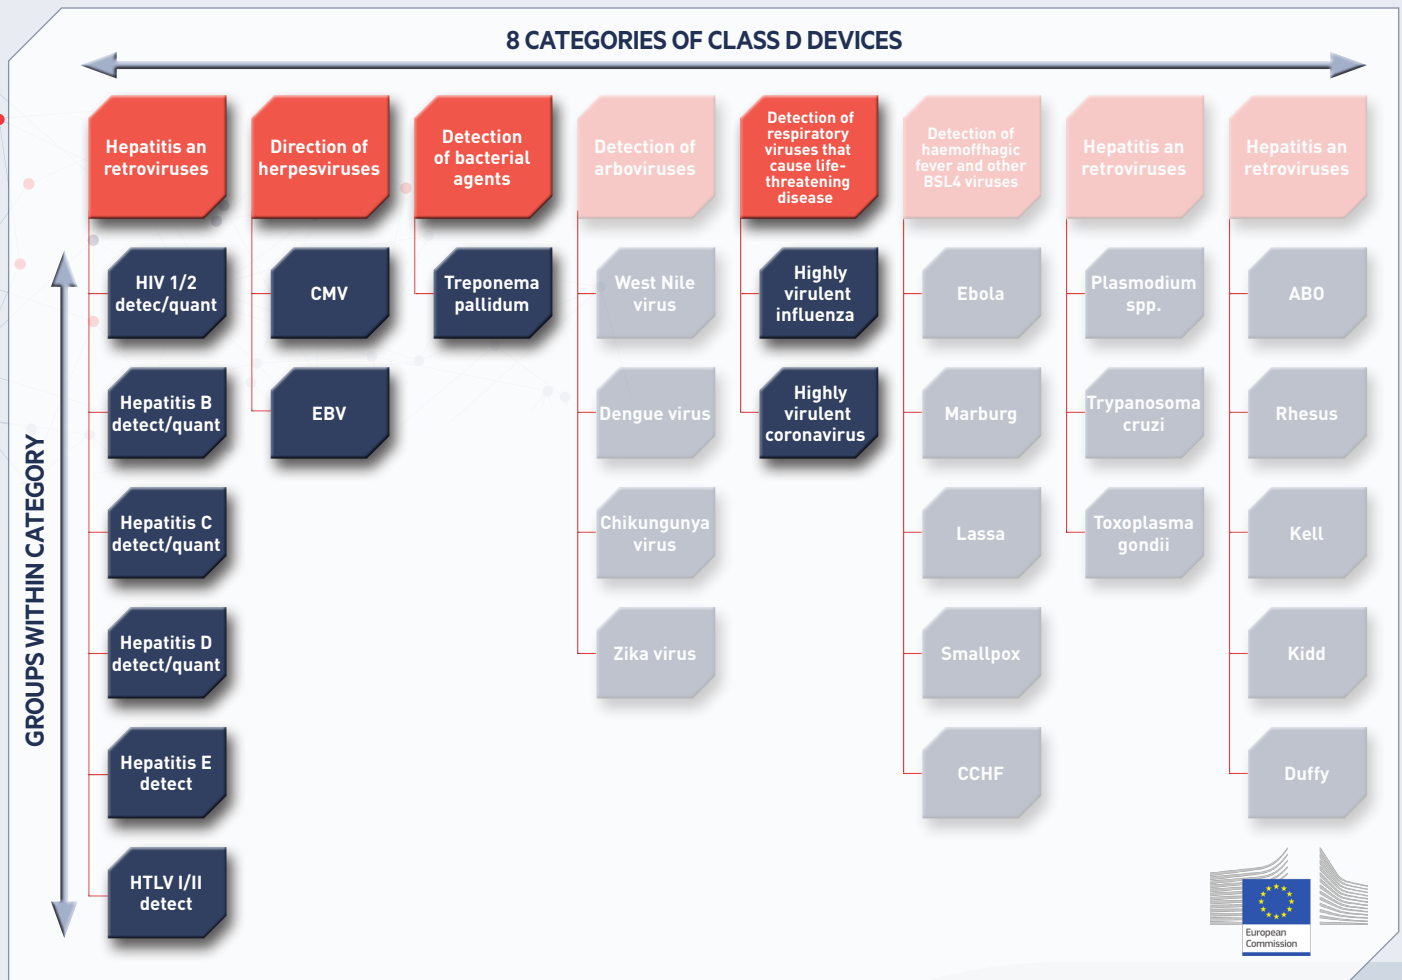 8 CATEGORIES OF CLASS D DEVICES
GROUPS WITHIN CATEGORY
Hepatitis an
retroviruses
HIV 1/2
detec/quant
Hepatitis B
detect/quant
Hepatitis C
detect/quant
Hepatitis D
detect/quant
Hepatitis E
detect
HTLV I/II
detect
Direction of
herpesviruses
CMV
EBV
Detection
of bacterial
agents
Treponema
pallidum
Detection of
arboviruses
West Nile
virus
Dengue virus
Chikungunya
virus
Zika virus
Detection of
respiratory
viruses that
cause life-
threatening
disease
Highly
virulent
influenza
Highly
virulent
coronavirus
Detection of
haemoffhagic
fever and other
BSL4 viruses
Ebola
Marburg
Lassa
Smallpox
CCHF
Hepatitis an
retroviruses
Plasmodium
spp.
Trypanosoma
cruzi
Toxoplasma
gondii
Hepatitis an
retroviruses
ABO
Rhesus
Kell
Kidd
Duffy
European
Commission